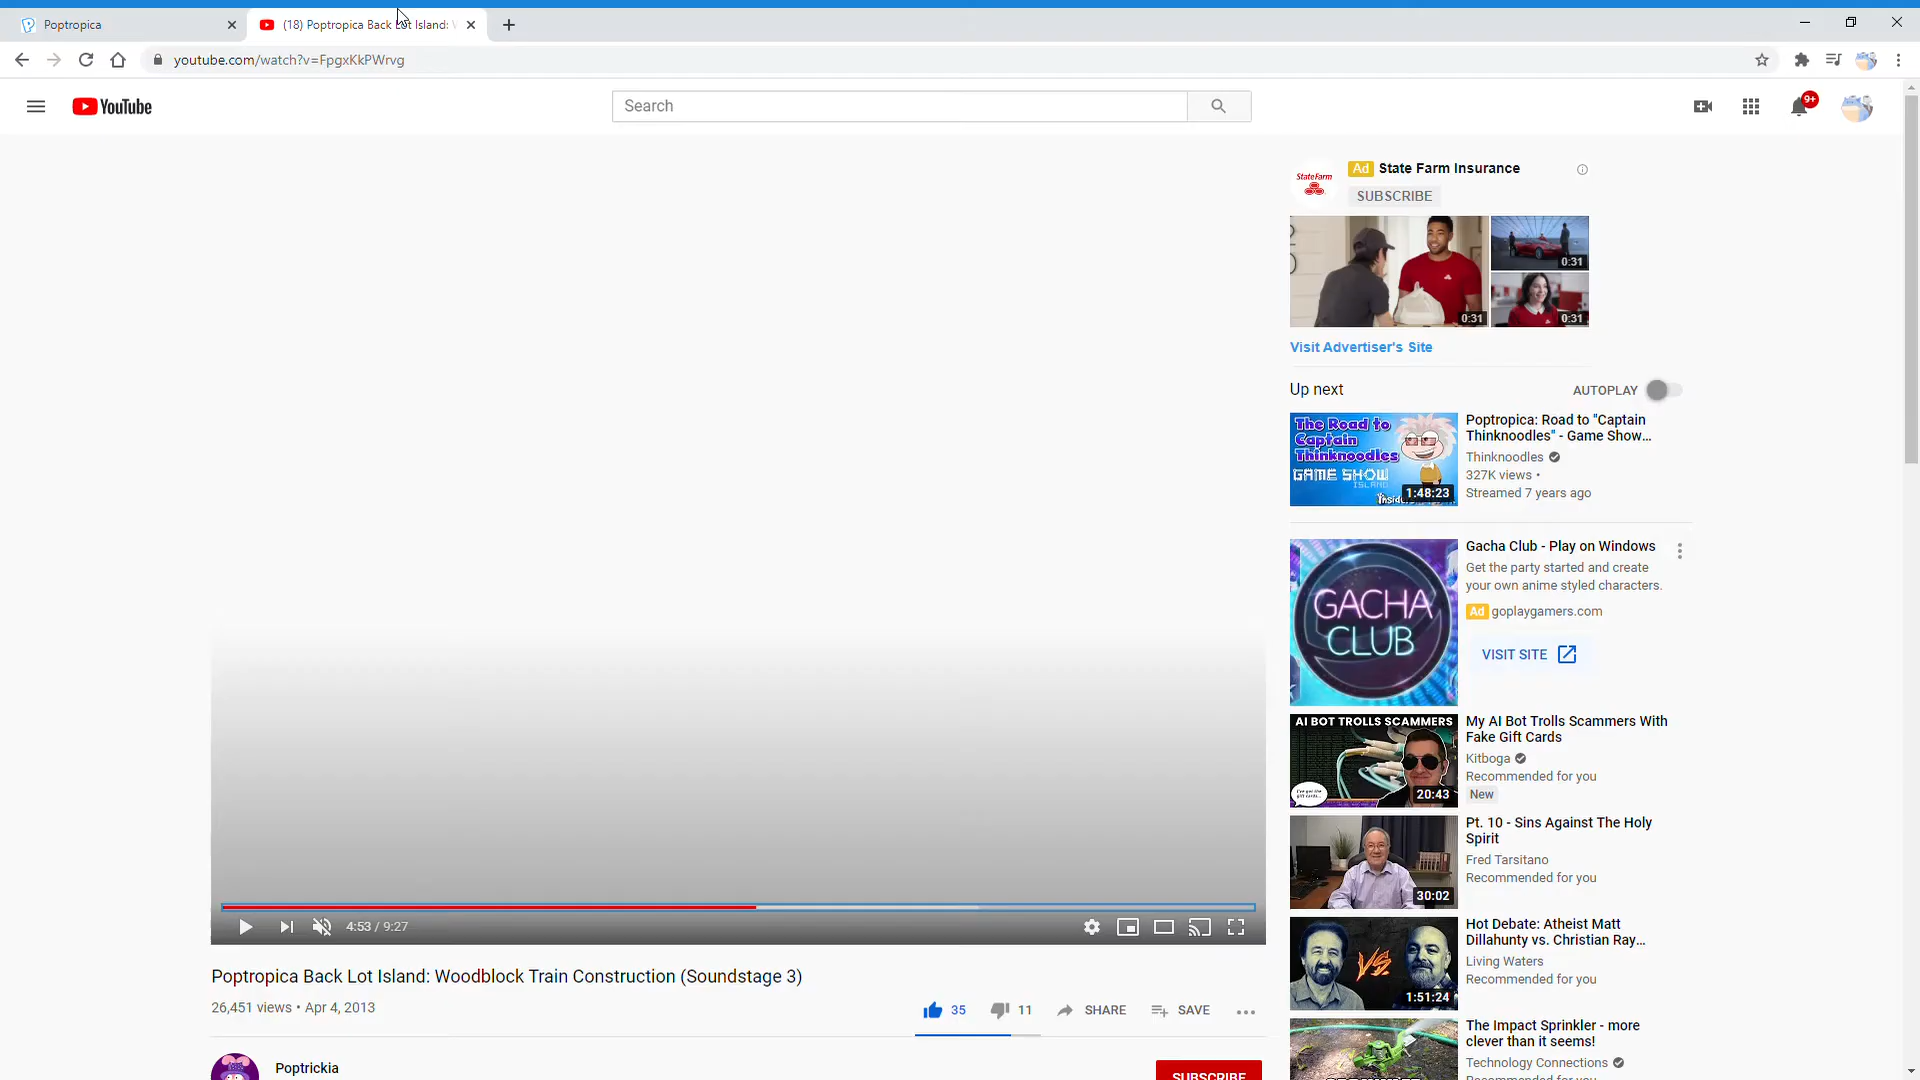 Poptropica
(18) Poptropica Back Lot Island: W
youtube.com/watch?v=FpgxKkPWrvg
YouTube
Search
9+
StateFarm
Ad State Farm Insurance
SUBSCRIBE
0:31
0:31
0:31
Visit Advertiser's Site
Up next
AUTOPLAY
The Road to
Captain
Thinknoodles
GAME SHOW
ISLAND
1:48:23
Poptropica: Road to "Captain
Thinknoodles" - Game Show...
Thinknoodles
327K views •
Streamed 7 years ago
GACHA
CLUB
Gacha Club - Play on Windows
Get the party started and create
your own anime styled characters.
Ad goplaygamers.com
VISIT SITE
AI BOT TROLLS SCAMMERS
20:43
My AI Bot Trolls Scammers With
Fake Gift Cards
Kitboga
Recommended for you
New
30:02
Pt. 10 - Sins Against The Holy
Spirit
Fred Tarsitano
Recommended for you
VS
1:51:24
Hot Debate: Atheist Matt
Dillahunty vs. Christian Ray...
Living Waters
Recommended for you
The Impact Sprinkler - more
clever than it seems!
Technology Connections
Recommended for you
4:53 / 9:27
Poptropica Back Lot Island: Woodblock Train Construction (Soundstage 3)
26,451 views • Apr 4, 2013
35
11
SHARE
SAVE
Poptrickia
SUBSCRIBE